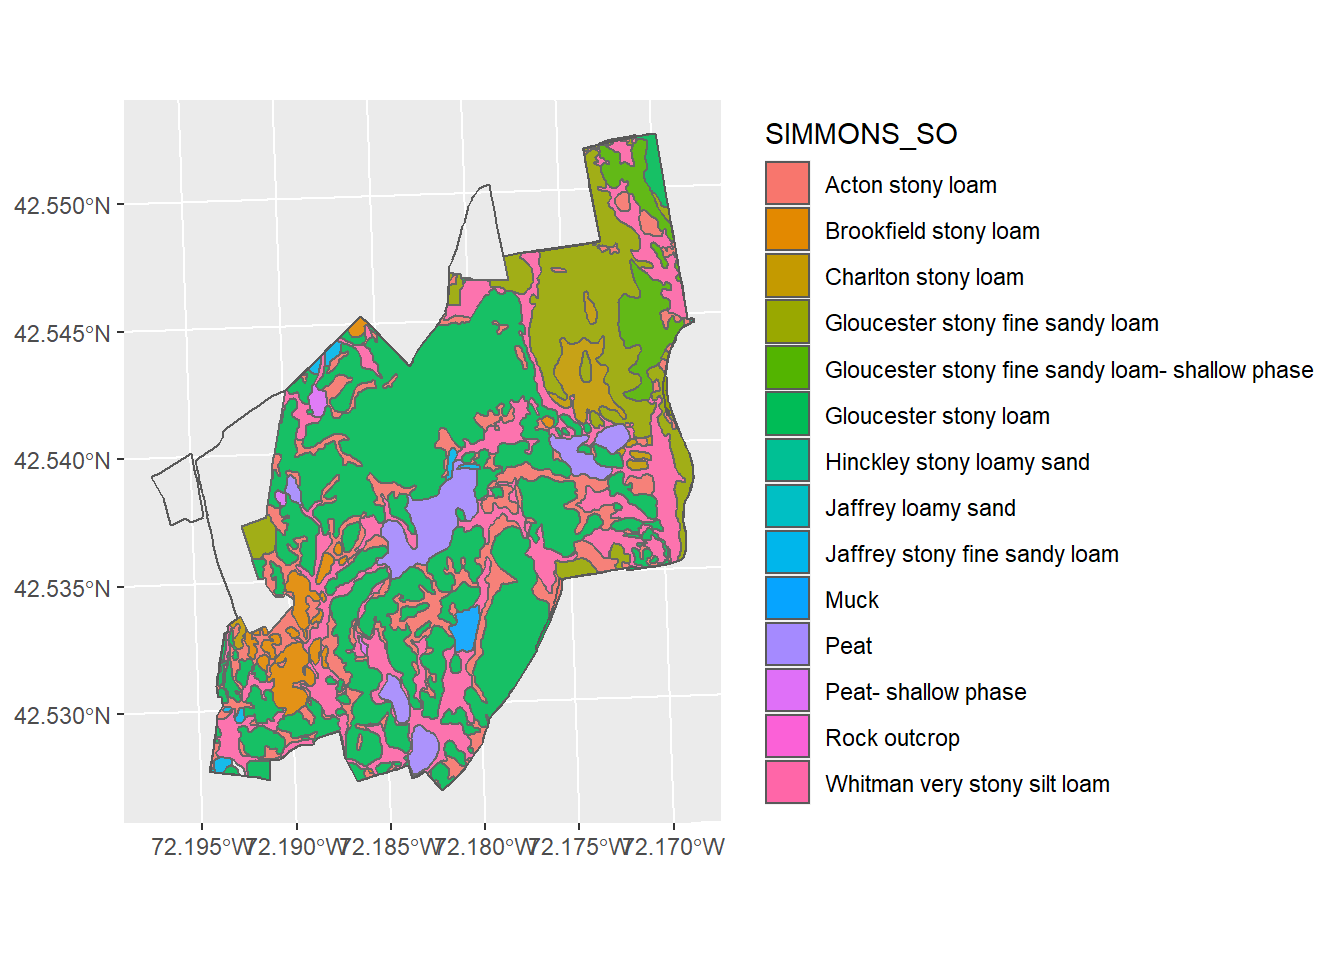 SIMMONS_SO
Acton stony loam
Brookfield stony loam
Charlton stony loam
Gloucester stony fine sandy loam
Gloucester stony fine sandy loam- shallow phase
Gloucester stony loam
Hinckley stony loamy sand
Jaffrey loamy sand
Jaffrey stony fine sandy loam
Muck
Peat
Peat- shallow phase
Rock outcrop
Whitman very stony silt loam
42.550°N
42.545°N
42.540°N
42.535°N
42.530°N
72.195°W 72.190°W 72.185°W 72.180°W 72.175°W 72.170°W